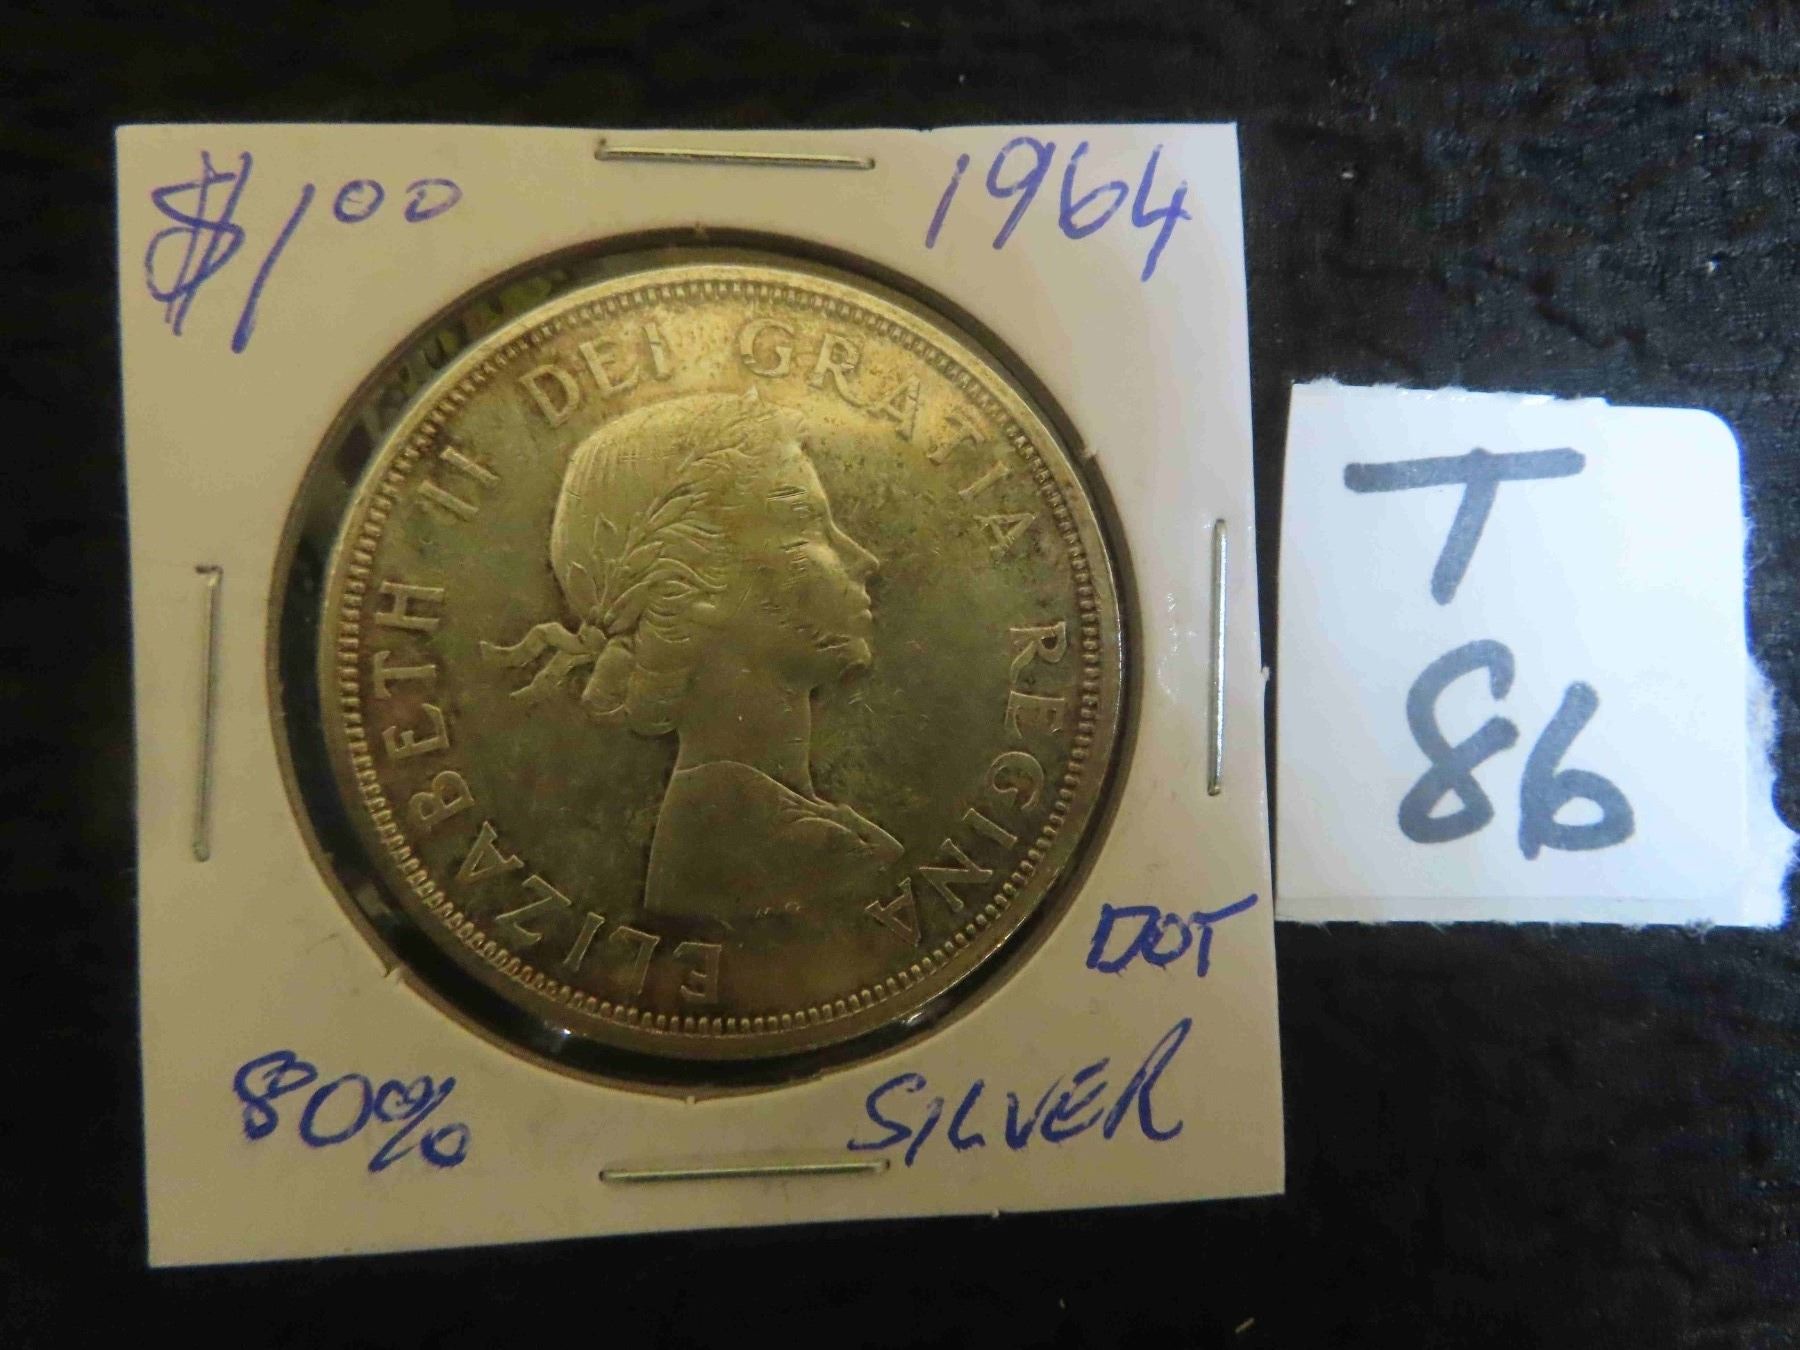 $1.00 1964
ELIZABETH II DEI GRATIA REGINA
DOT
80% SILVER
T
86